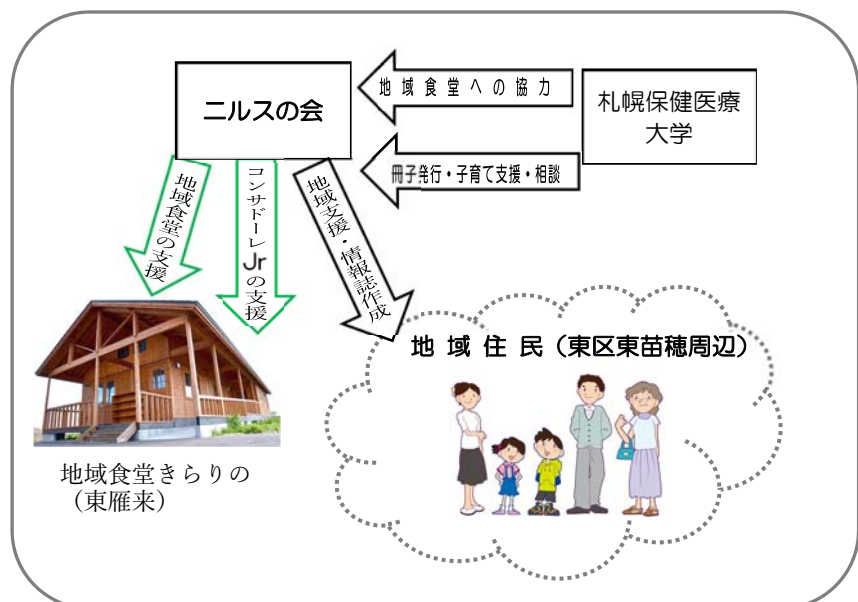 ニルスの会
地域食堂への協力
札幌保健医療
大学
冊子発行・子育て支援・相談
地域食堂の支援
コンサドーレJrの支援
地域支援・情報誌作成
地域住民（東区東苗穂周辺）
地域食堂きらりの
（東雁来）